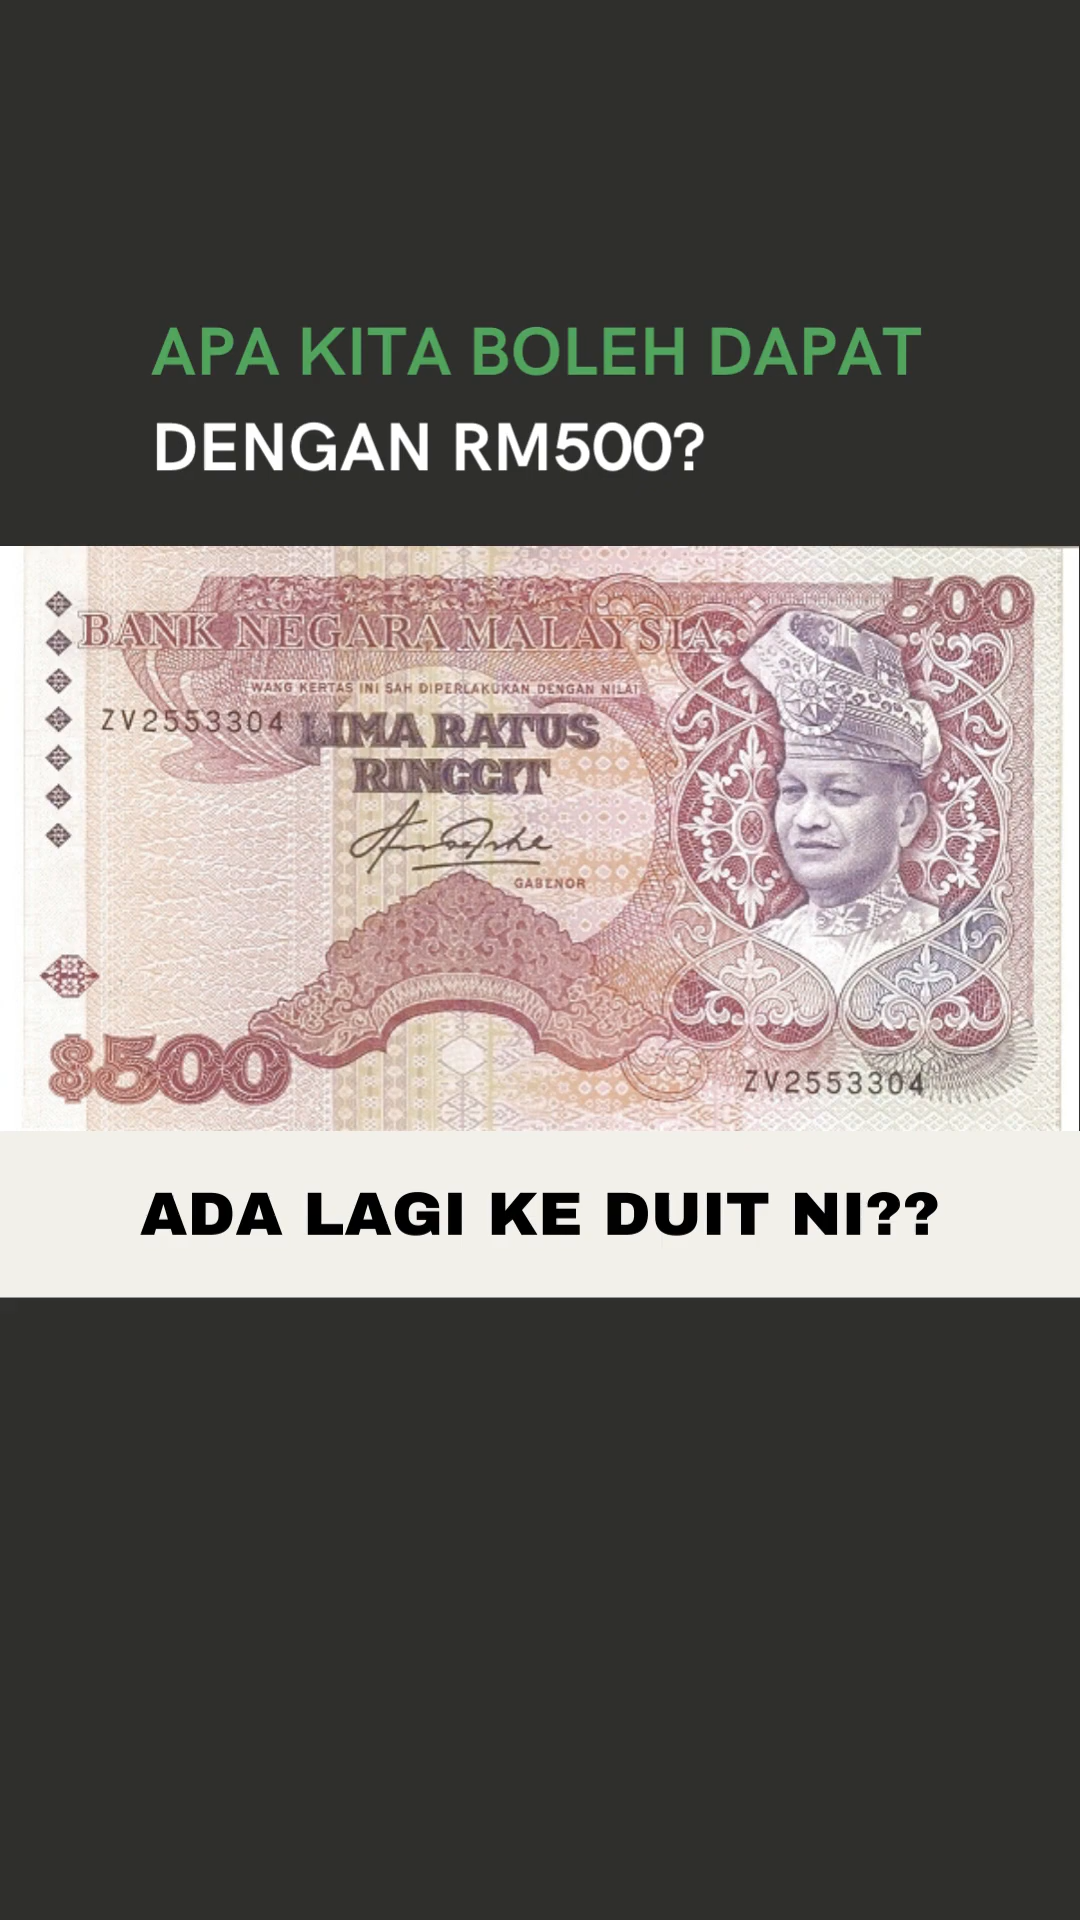 APA KITA BOLEH DAPAT
DENGAN RM500?
500
BANK NEGARA MALAYSIA
WANG KERTAS INI SAH DIPERLAKUKAN DENGAN NILAI
ZV2553304
LIMA RATUS
RINGGIT
GABENOR
$500
ZV2553304
ADA LAGI KE DUIT NI??